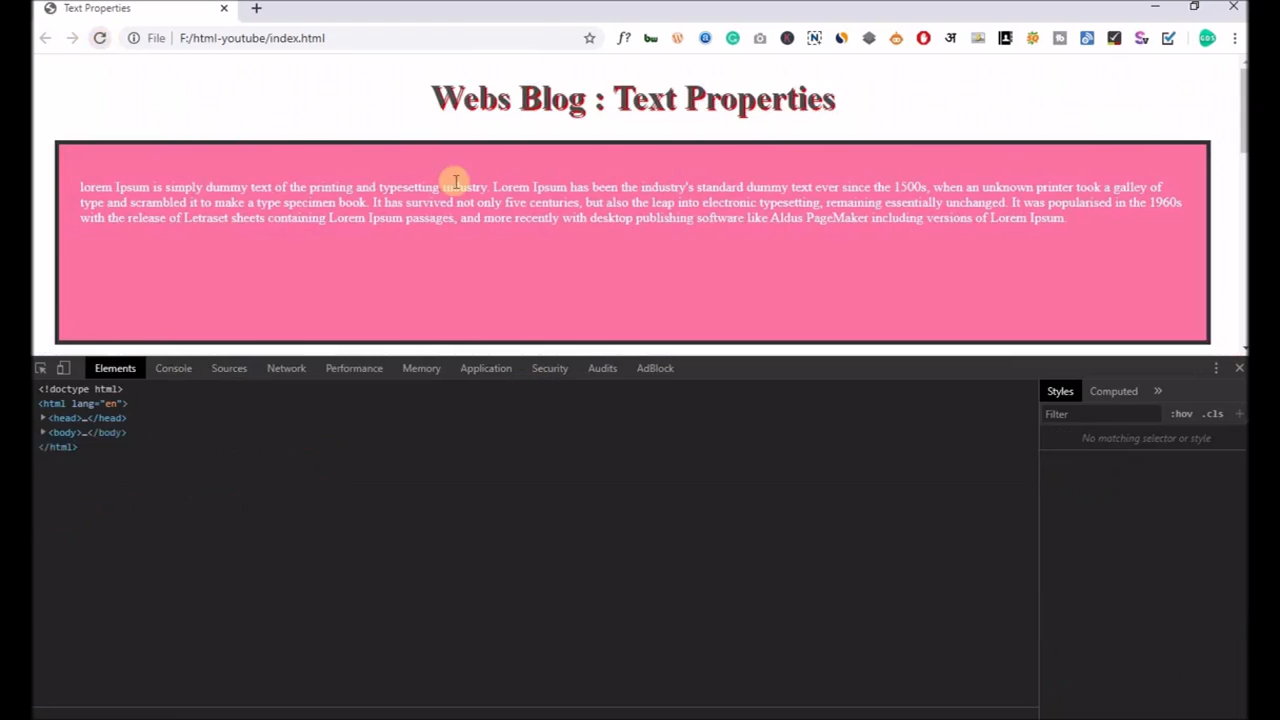 Text Properties
File
F:/html-youtube/index.html
Webs Blog : Text Properties
lorem Ipsum is simply dummy text of the printing and typesetting industry. Lorem Ipsum has been the industry's standard dummy text ever since the 1500s, when an unknown printer took a galley of
type and scrambled it to make a type specimen book. It has survived not only five centuries, but also the leap into electronic typesetting, remaining essentially unchanged. It was popularised in the 1960s
with the release of Letraset sheets containing Lorem Ipsum passages, and more recently with desktop publishing software like Aldus PageMaker including versions of Lorem Ipsum.
Elements Console Sources Network Performance Memory Application Security Audits AdBlock
<!doctype html>
<html lang="en">
<head>…</head>
<body>…</body>
</html>
Styles Computed »
Filter :hov .cls +
No matching selector or style